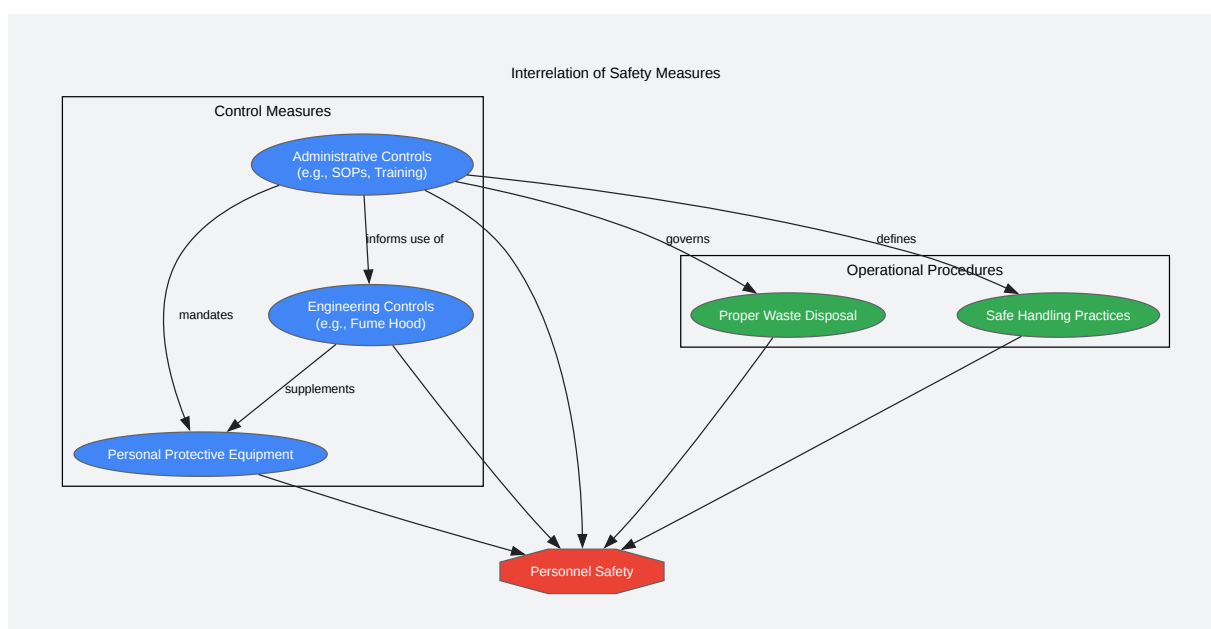 Interrelation of Safety Measures
Control Measures
Administrative Controls
(e.g., SOPs, Training)
informs use of
governs
defines
Operational Procedures
Engineering Controls
(e.g., Fume Hood)
mandates
Proper Waste Disposal
Safe Handling Practices
supplements
Personal Protective Equipment
Personnel Safety